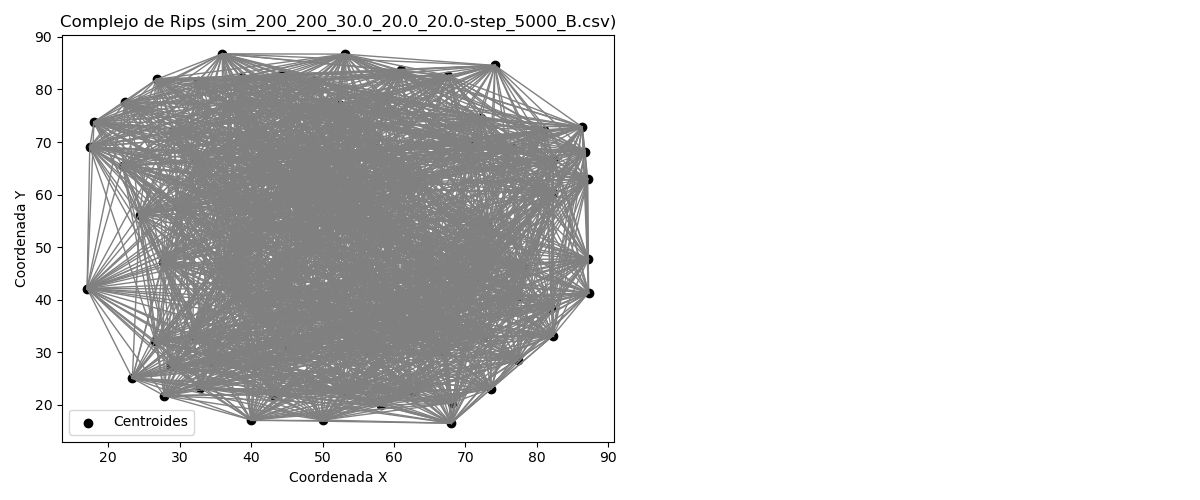 Complejo de Rips (sim_200_200_30.0_20.0_20.0-step_5000_B.csv)
90
80
70
60
50
40
30
20
Coordenada Y
Centroides
20 30 40 50 60 70 80 90
Coordenada X